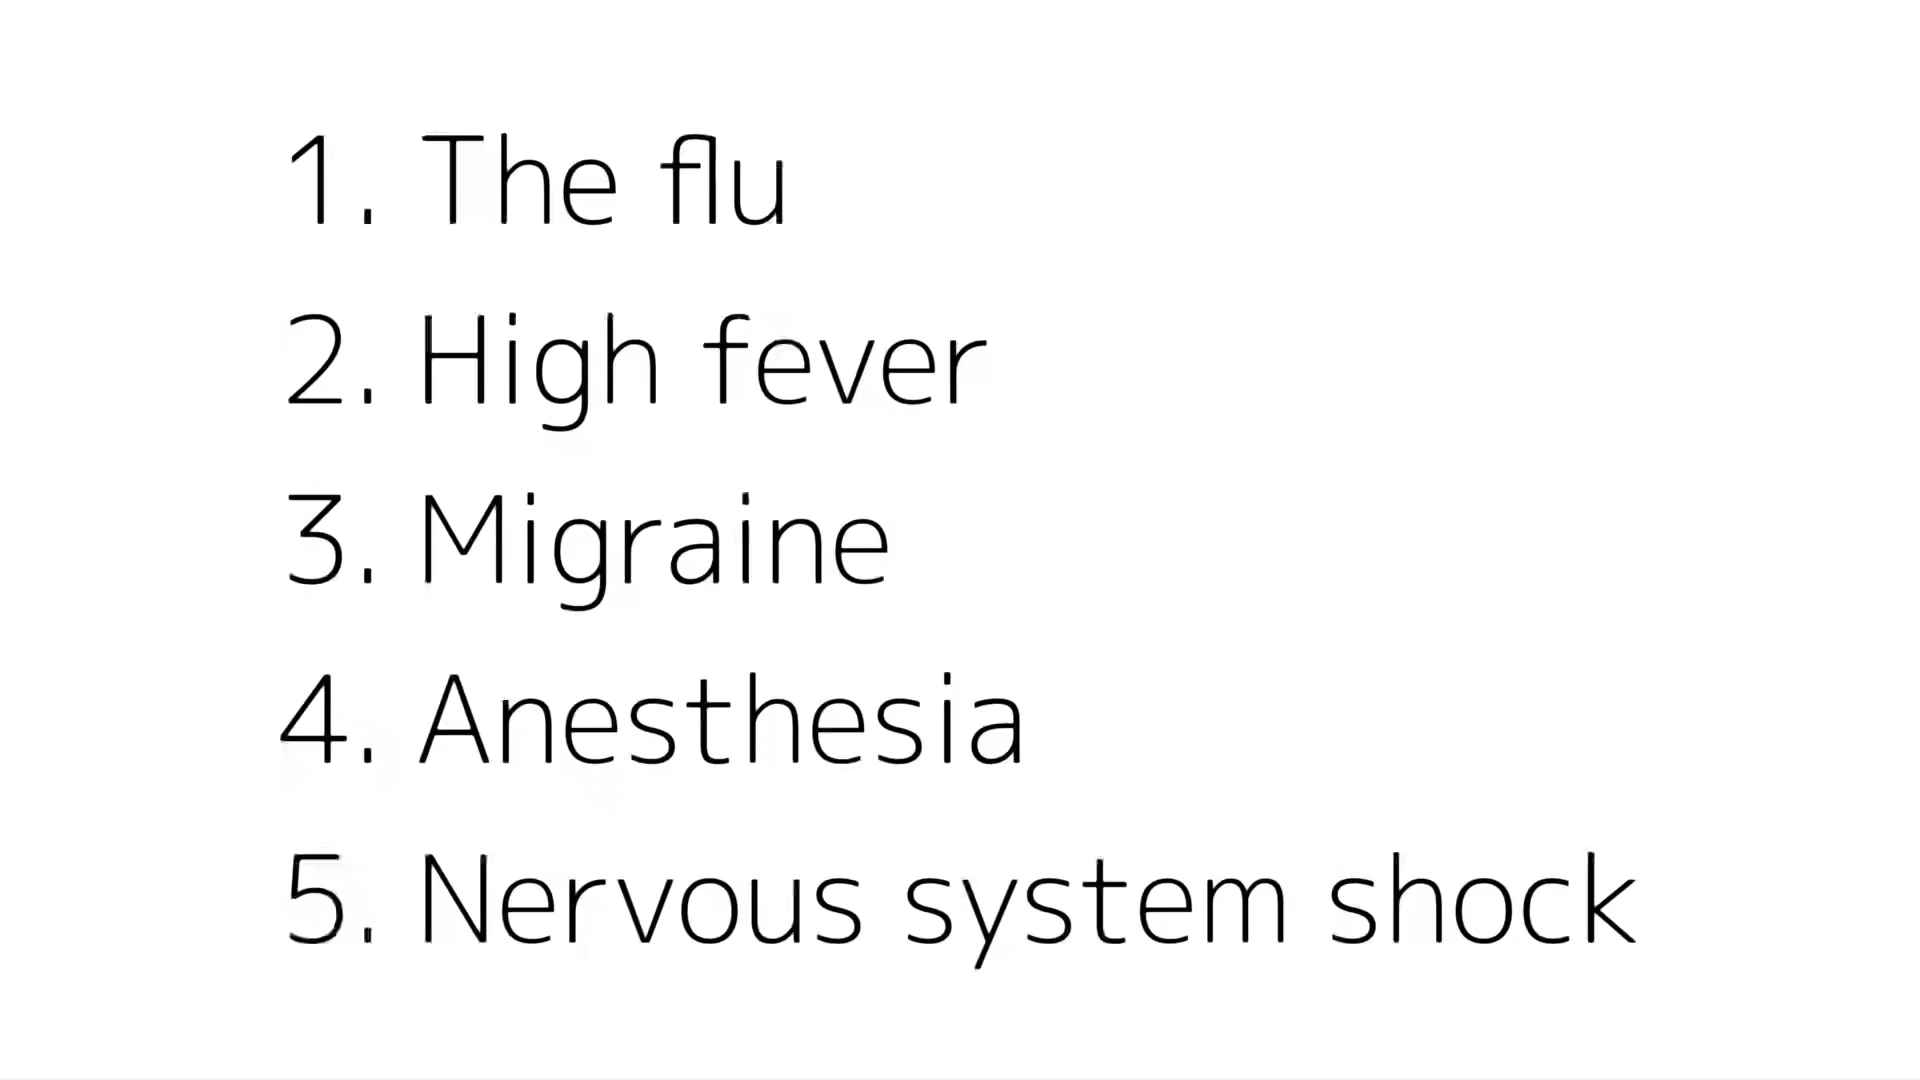 1. The flu
2. High fever
3. Migraine
4. Anesthesia
5. Nervous system shock